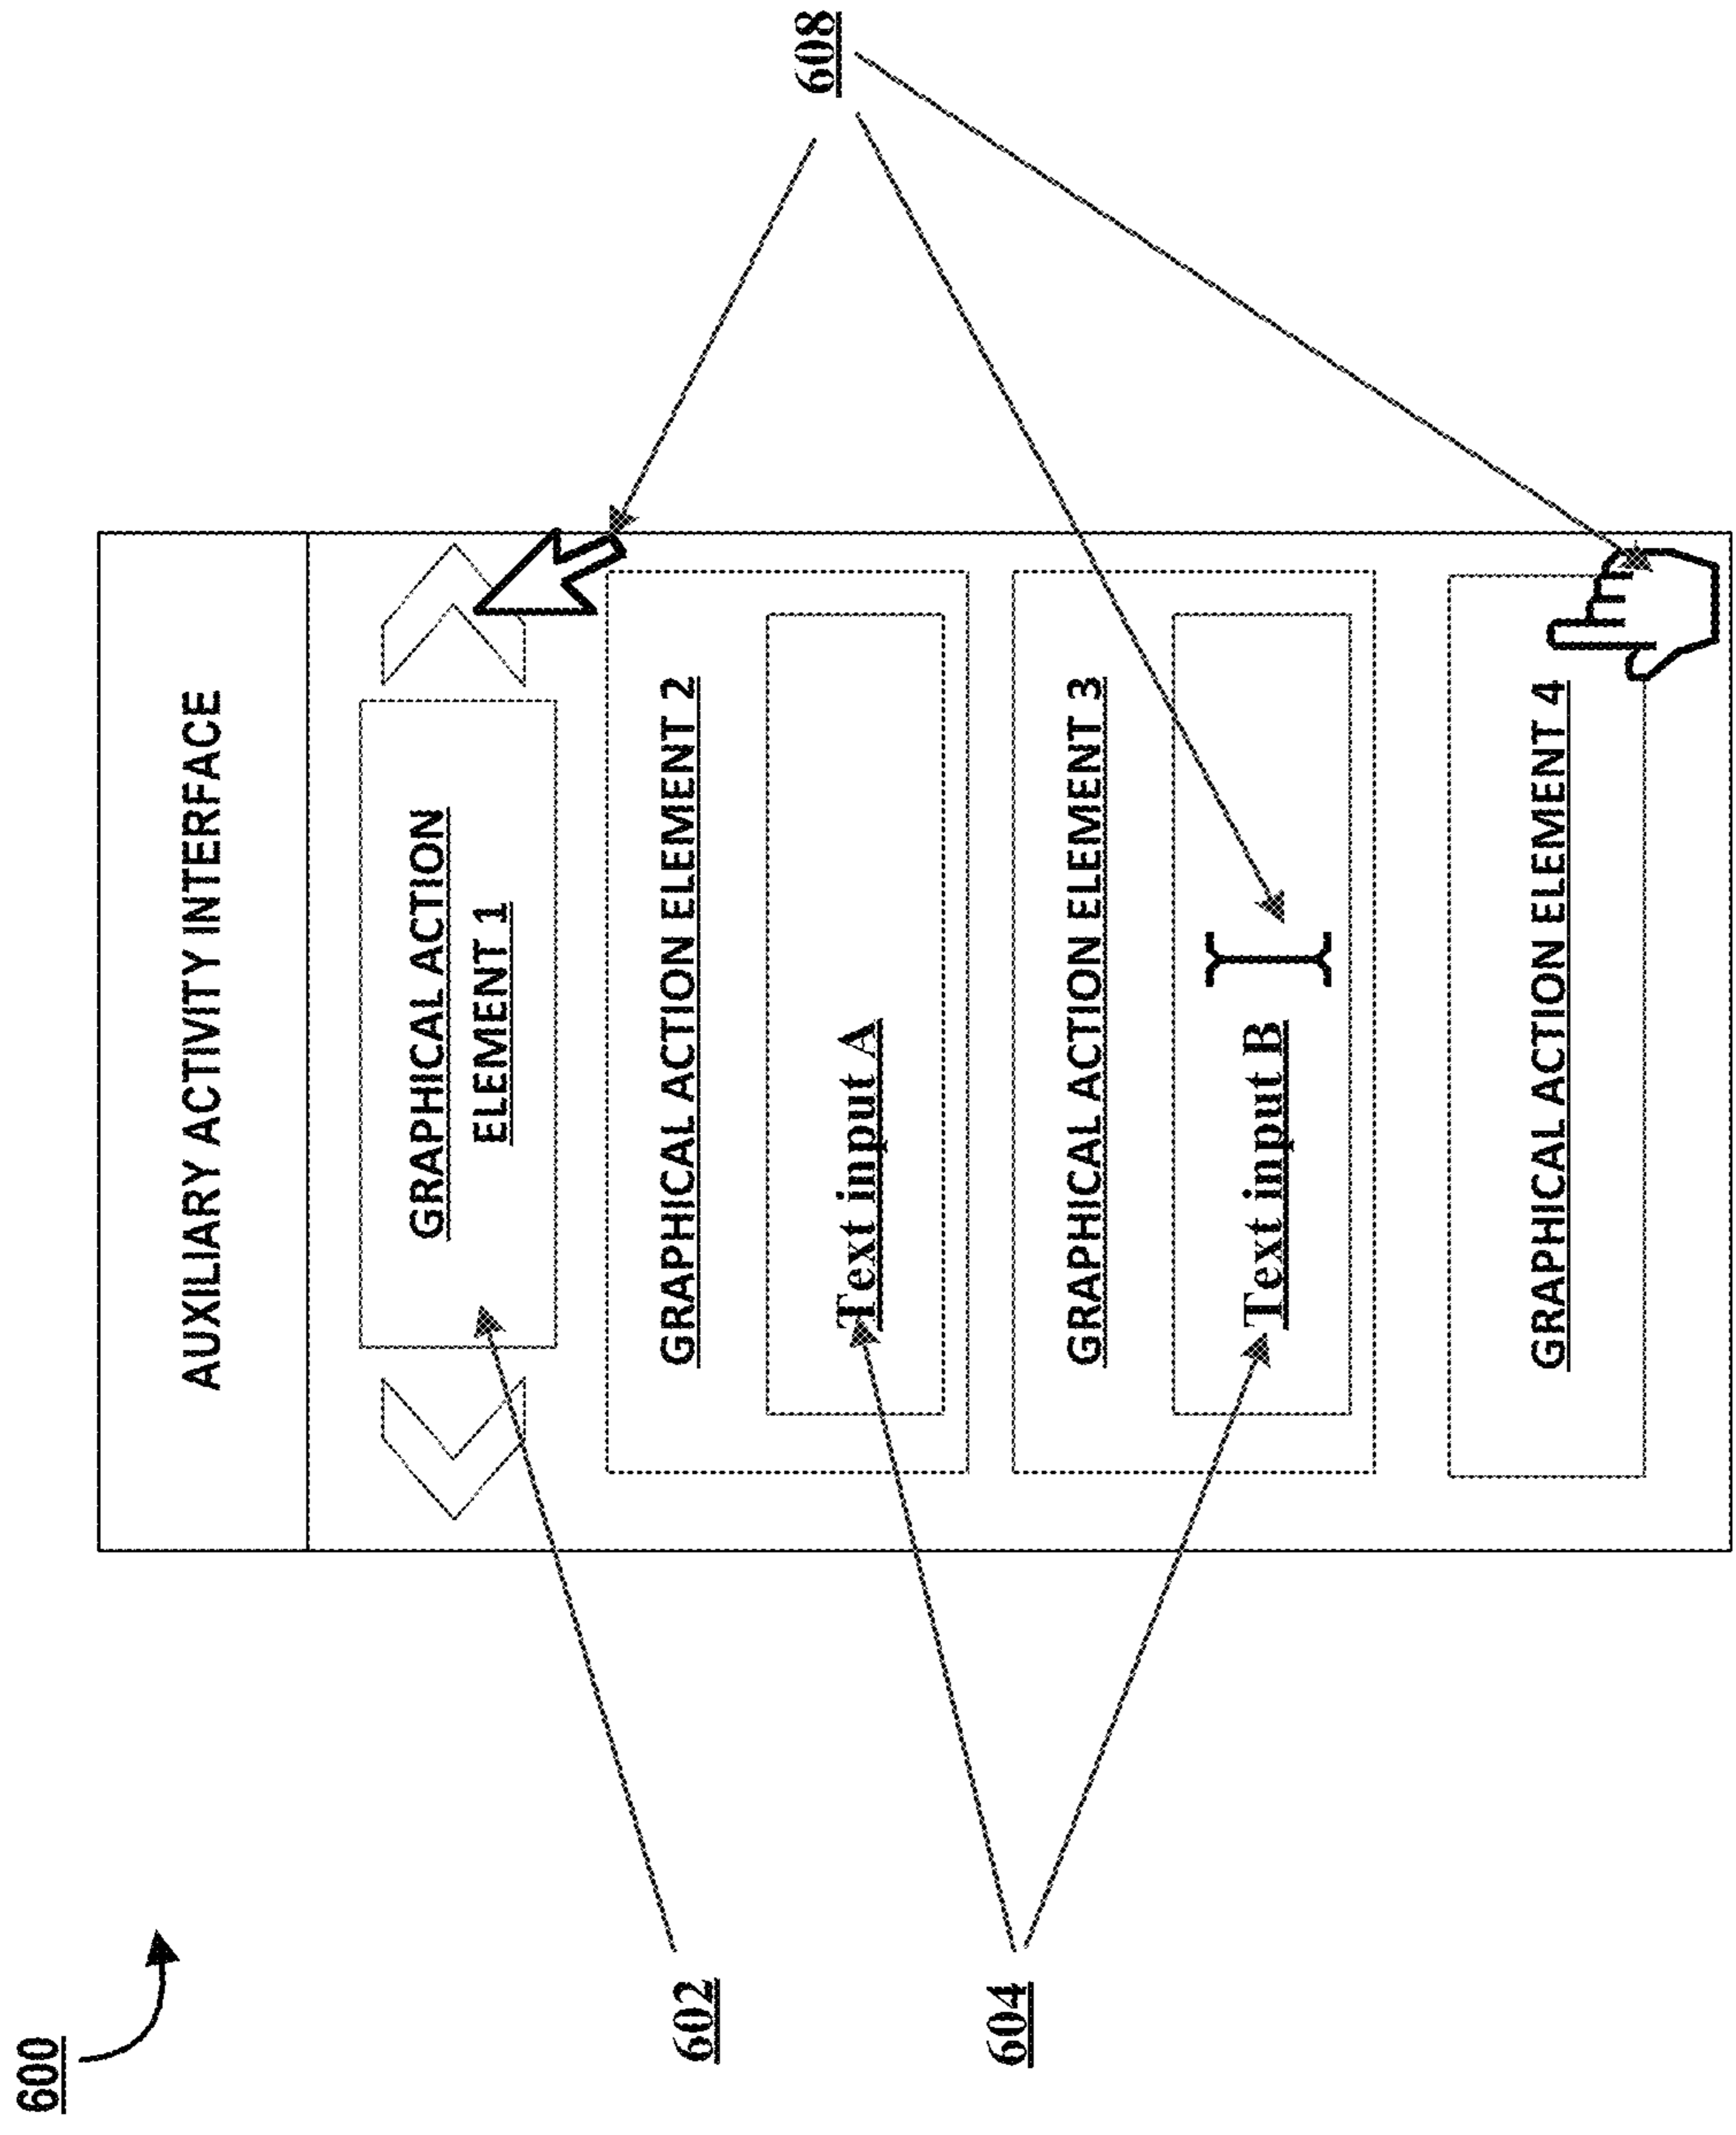 600
AUXILIARY ACTIVITY INTERFACE
GRAPHICAL ACTION
ELEMENT 1
602
GRAPHICAL ACTION ELEMENT 2
608
Text input A
604
GRAPHICAL ACTION ELEMENT 3
Text input B
GRAPHICAL ACTION ELEMENT 4